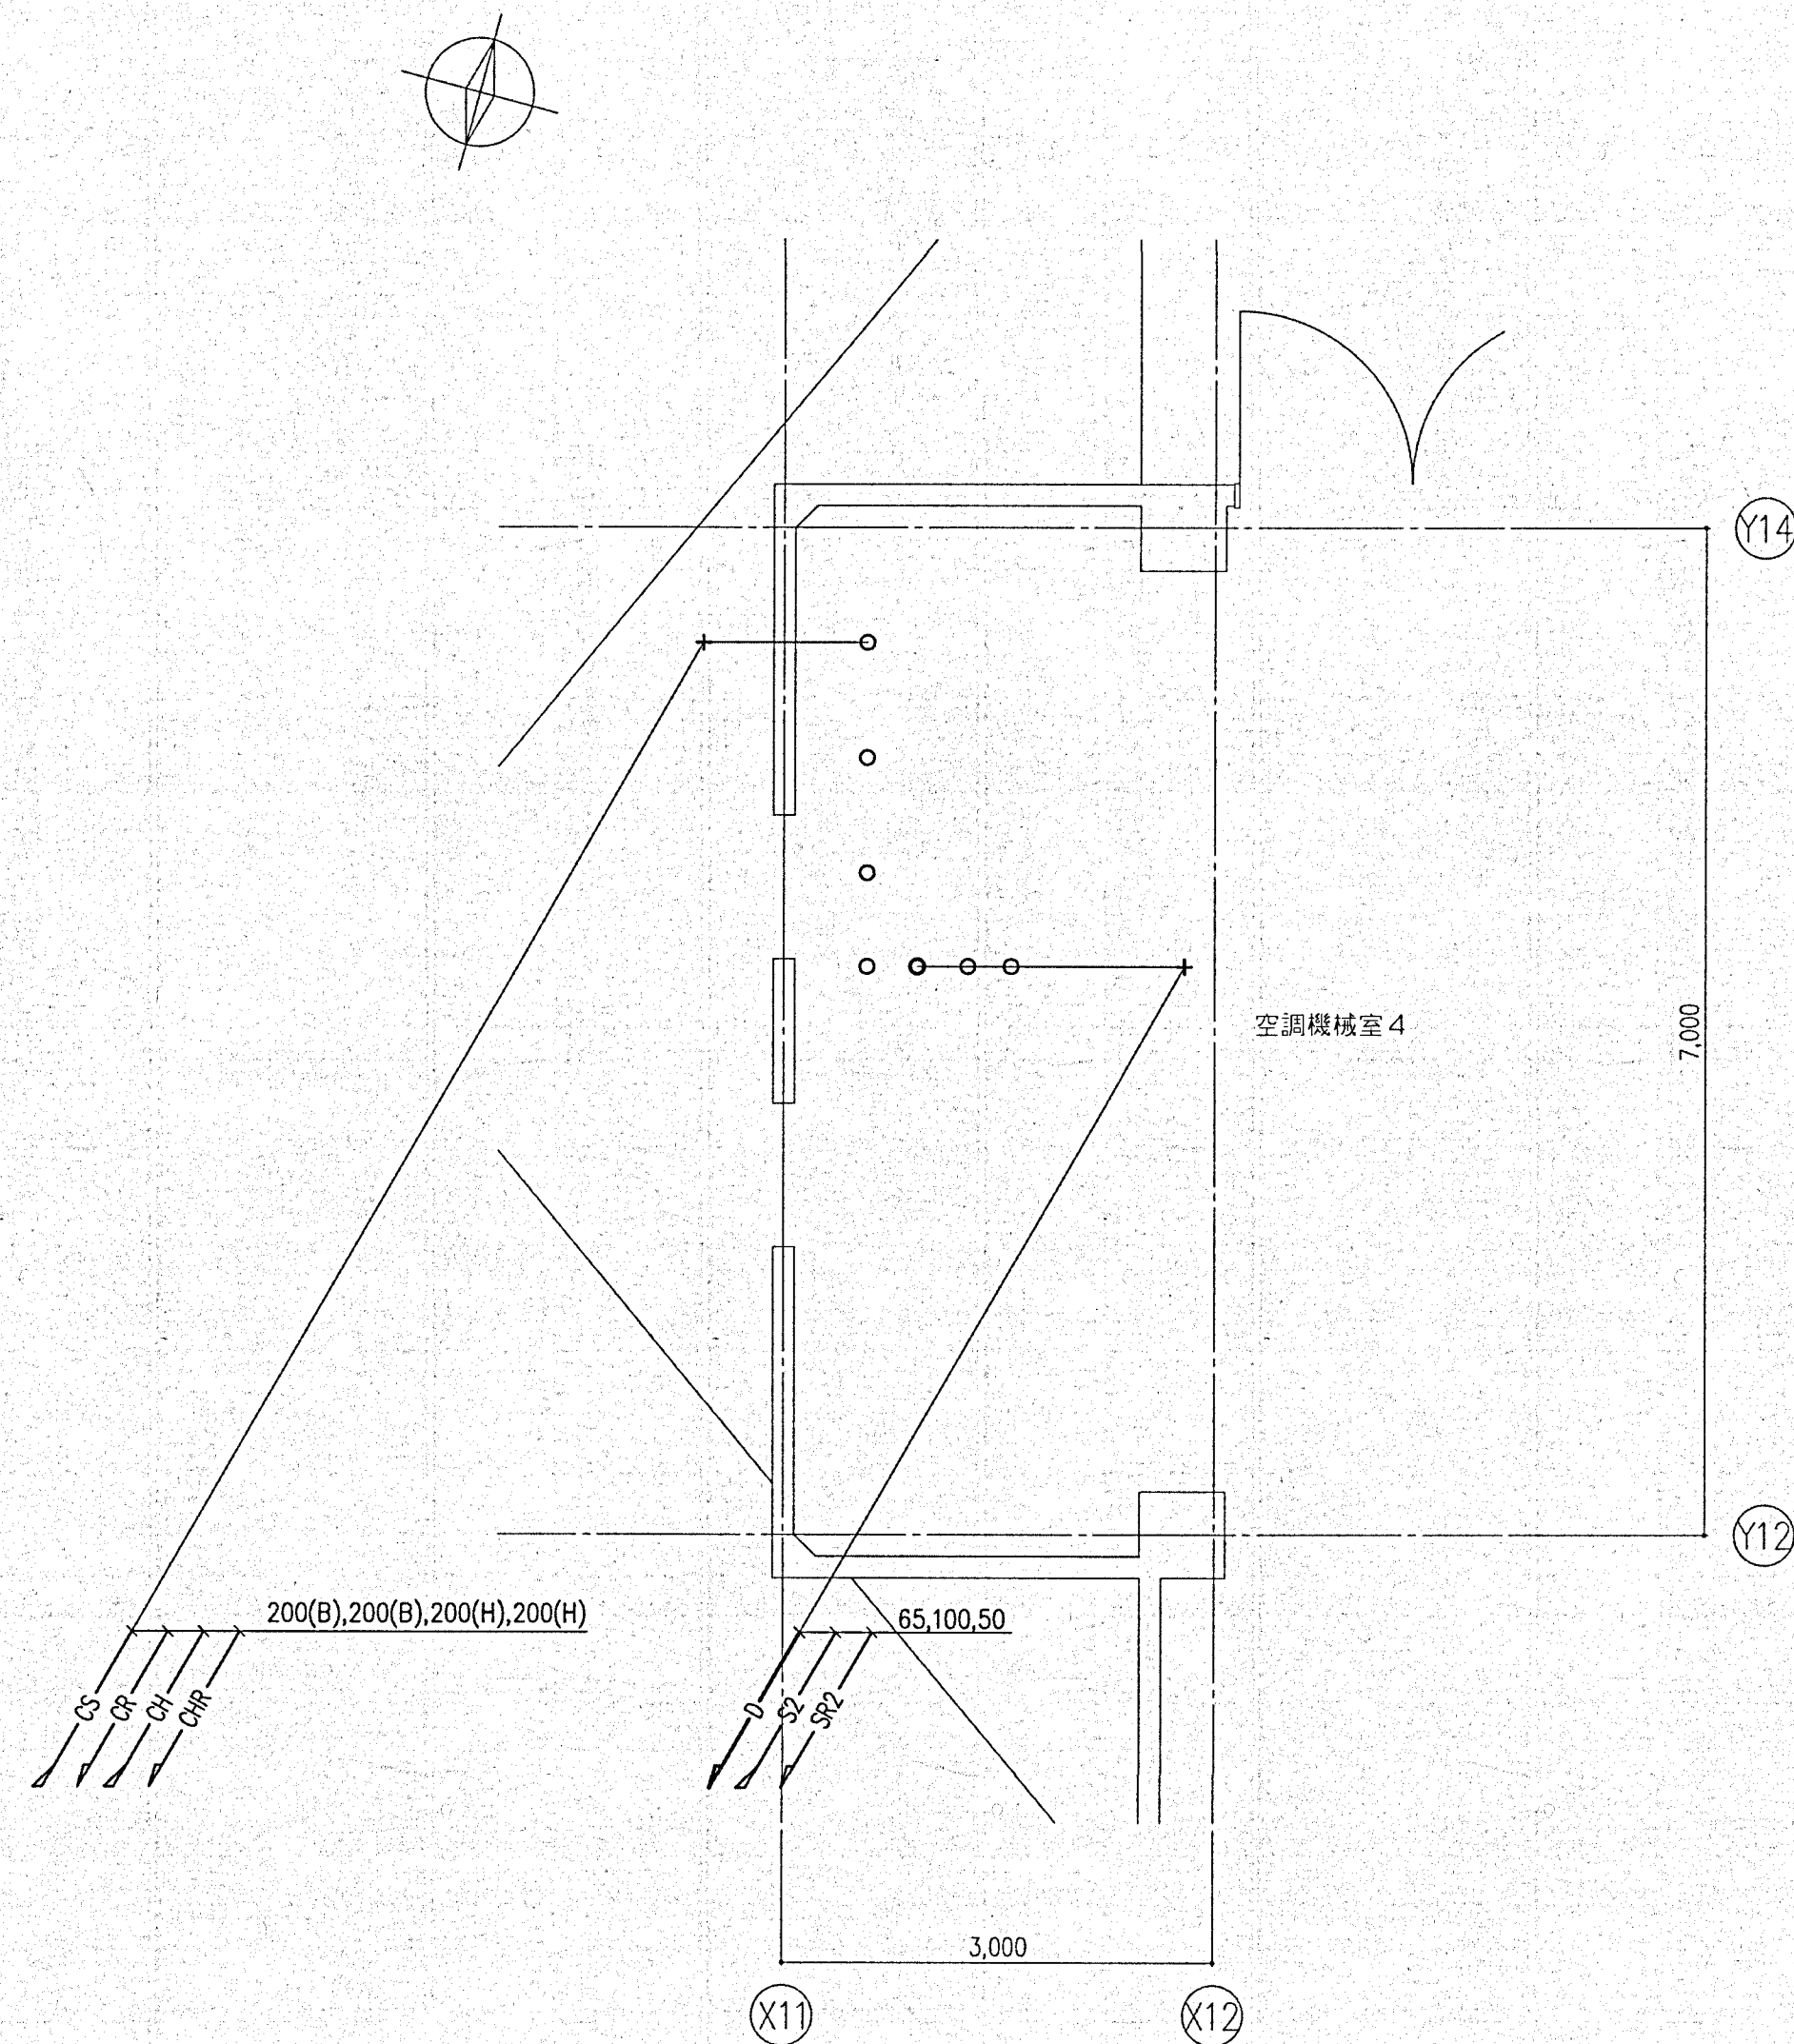 Y14
空調機械室4
7,000
Y12
200(B),200(B),200(H),200(H)
65,100,50
CS
CR
CH
CHR
D
S2
SR2
3,000
X11
X12